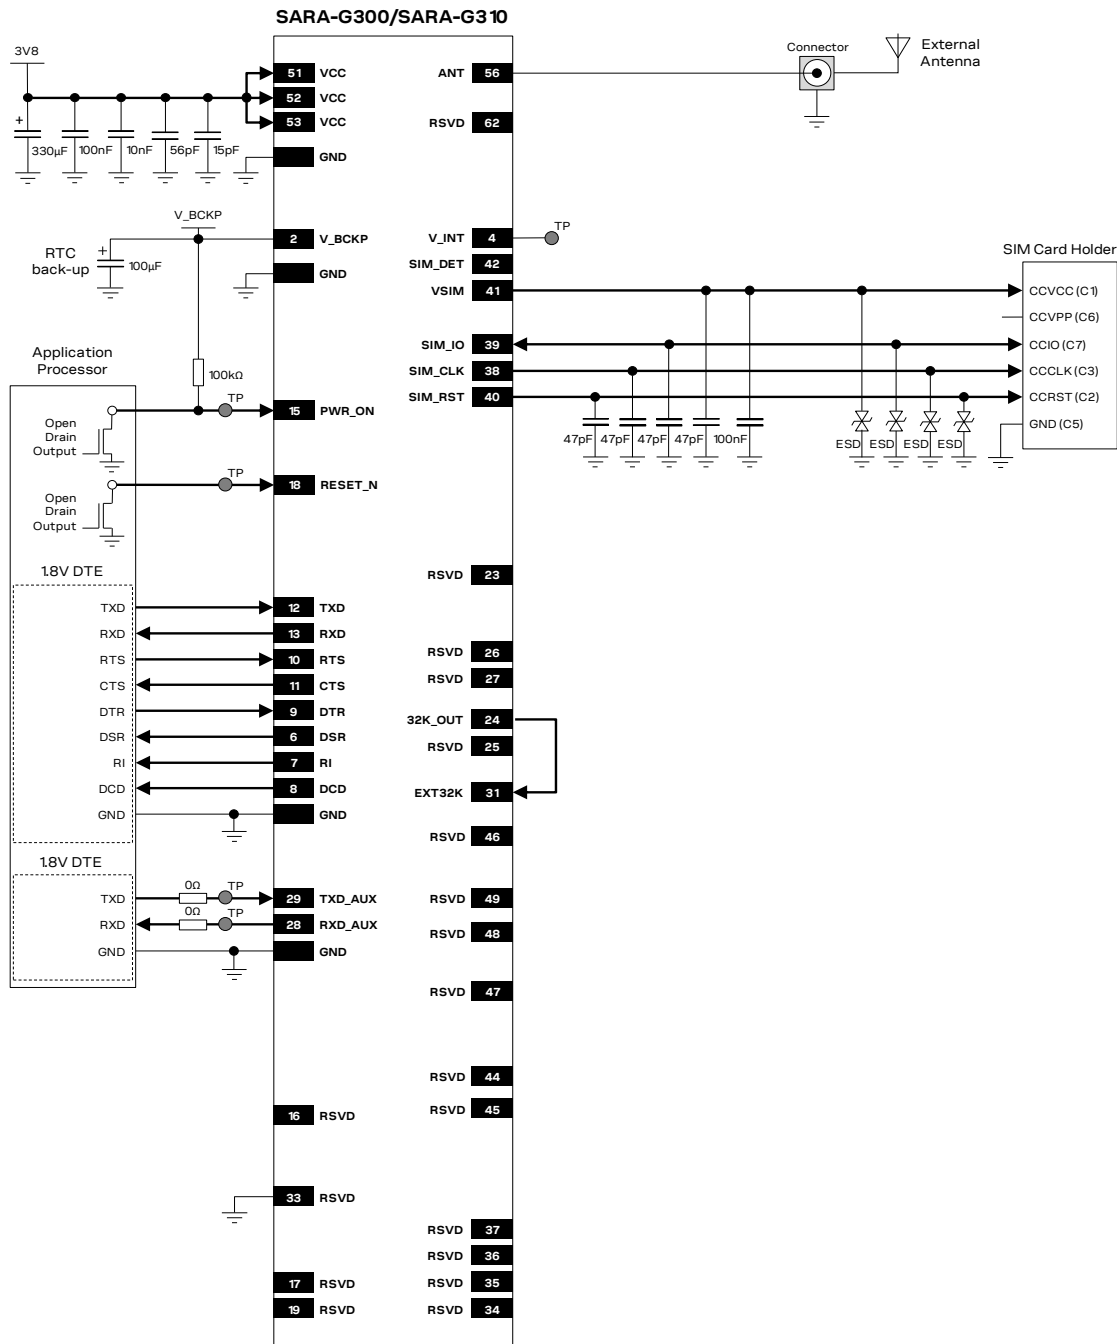 SARA-G300/SARA-G310
3V8
51 VCC
52 VCC
53 VCC
GND
+
330µF
100nF
10nF
56pF
15pF
ANT 56
RSVD 62
Connector
External
Antenna
V_BCKP
2 V_BCKP
GND
RTC
back-up
+
100µF
V_INT 4
TP
SIM_DET 42
VSIM 41
SIM_IO 39
SIM_CLK 38
SIM_RST 40
SIM Card Holder
CCVCC (C1)
CCVPP (C6)
CCIO (C7)
CCCLK (C3)
CCRST (C2)
GND (C5)
47pF
47pF
47pF
47pF
100nF
ESD
ESD
ESD
ESD
Application
Processor
100kΩ
TP
15 PWR_ON
Open
Drain
Output
TP
18 RESET_N
Open
Drain
Output
1.8V DTE
TXD
12 TXD
RXD
13 RXD
RTS
10 RTS
CTS
11 CTS
DTR
9 DTR
DSR
6 DSR
RI
7 RI
DCD
8 DCD
GND
GND
1.8V DTE
TXD
0Ω
TP
29 TXD_AUX
RXD
0Ω
TP
28 RXD_AUX
GND
GND
RSVD 23
RSVD 26
RSVD 27
32K_OUT 24
RSVD 25
EXT32K 31
RSVD 46
RSVD 49
RSVD 48
RSVD 47
RSVD 44
RSVD 45
16 RSVD
33 RSVD
RSVD 37
RSVD 36
17 RSVD
RSVD 35
19 RSVD
RSVD 34